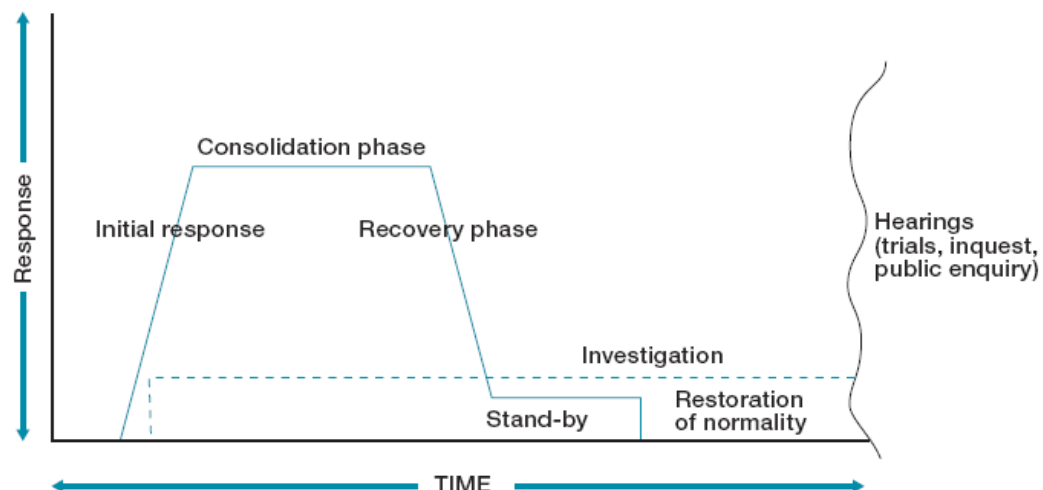 Response
Consolidation phase
Initial response
Recovery phase
Hearings
(trials, inquest,
public enquiry)
Investigation
Stand-by
Restoration
of normality
TIME